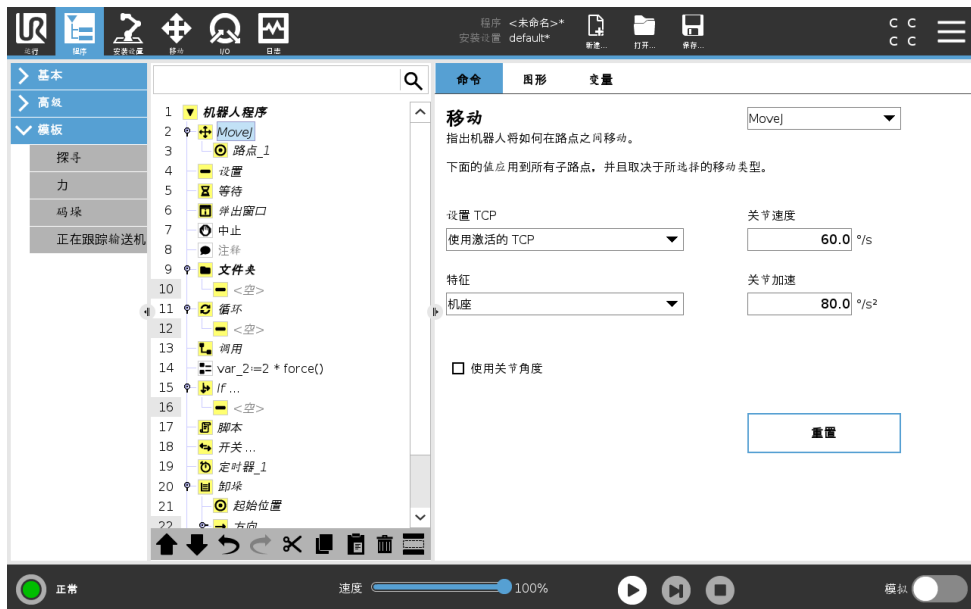 程序 <未命名>*
安装设置 default*
新建...
打开...
保存...
C C
C C
运行
程序
安装设置
移动
I/O
日志
基本
高级
模板
探寻
力
码垛
正在跟踪输送机
1 机器人程序
2 MoveJ
3 路点_1
4 设置
5 等待
6 弹出窗口
7 中止
8 注释
9 文件夹
10 <空>
11 循环
12 <空>
13 调用
14 var_2≔2 * force()
15 If ...
16 <空>
17 脚本
18 开关 ...
19 定时器_1
20 卸垛
21 起始位置
22 方向
命令
图形
变量
移动
MoveJ
指出机器人将如何在路点之间移动。
下面的值应用到所有子路点，并且取决于所选择的移动类型。
设置 TCP
关节速度
使用激活的 TCP
60.0 °/s
特征
关节加速
机座
80.0 °/s²
使用关节角度
重置
正常
速度
100%
模拟